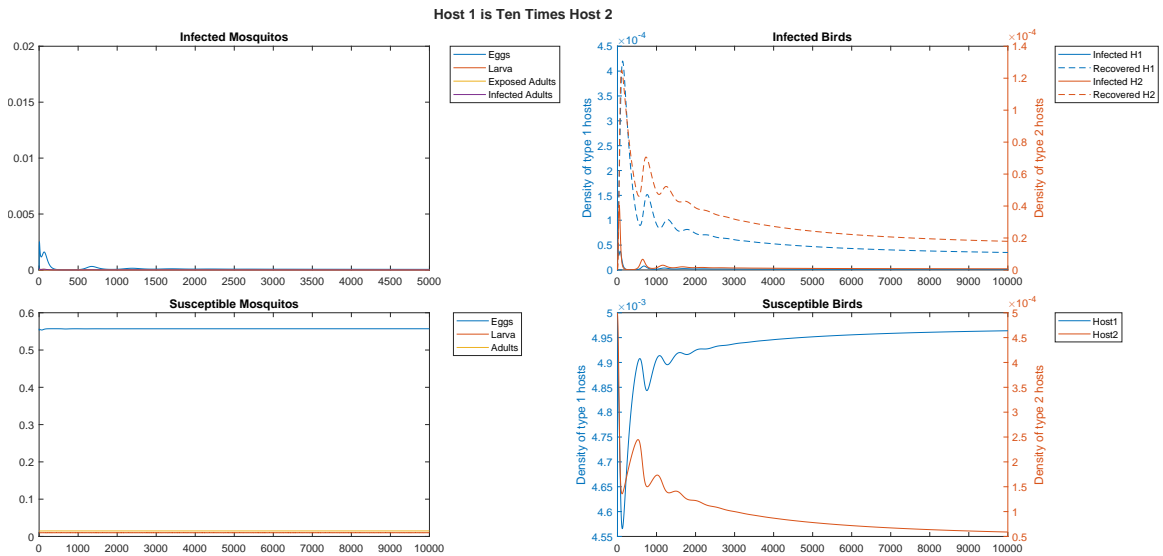 Host 1 is Ten Times Host 2
Infected Mosquitos
0.02
0.015
0.01
0.005
0
0 500 1000 1500 2000 2500 3000 3500 4000 4500 5000
Eggs
Larva
Exposed Adults
Infected Adults
Infected Birds
×10⁻⁴
4.5
4
3.5
3
2.5
2
1.5
1
0.5
0
Density of type 1 hosts
0 1000 2000 3000 4000 5000 6000 7000 8000 9000 10000
×10⁻⁴
1.4
1.2
1
0.8
0.6
0.4
0.2
0
Density of type 2 hosts
Infected H1
Recovered H1
Infected H2
Recovered H2
Susceptible Mosquitos
0.6
0.5
0.4
0.3
0.2
0.1
0
0 1000 2000 3000 4000 5000 6000 7000 8000 9000 10000
Eggs
Larva
Adults
Susceptible Birds
×10⁻³
5
4.95
4.9
4.85
4.8
4.75
4.7
4.65
4.6
4.55
Density of type 1 hosts
0 1000 2000 3000 4000 5000 6000 7000 8000 9000 10000
×10⁻⁴
5
4.5
4
3.5
3
2.5
2
1.5
1
0.5
0
Density of type 2 hosts
Host1
Host2